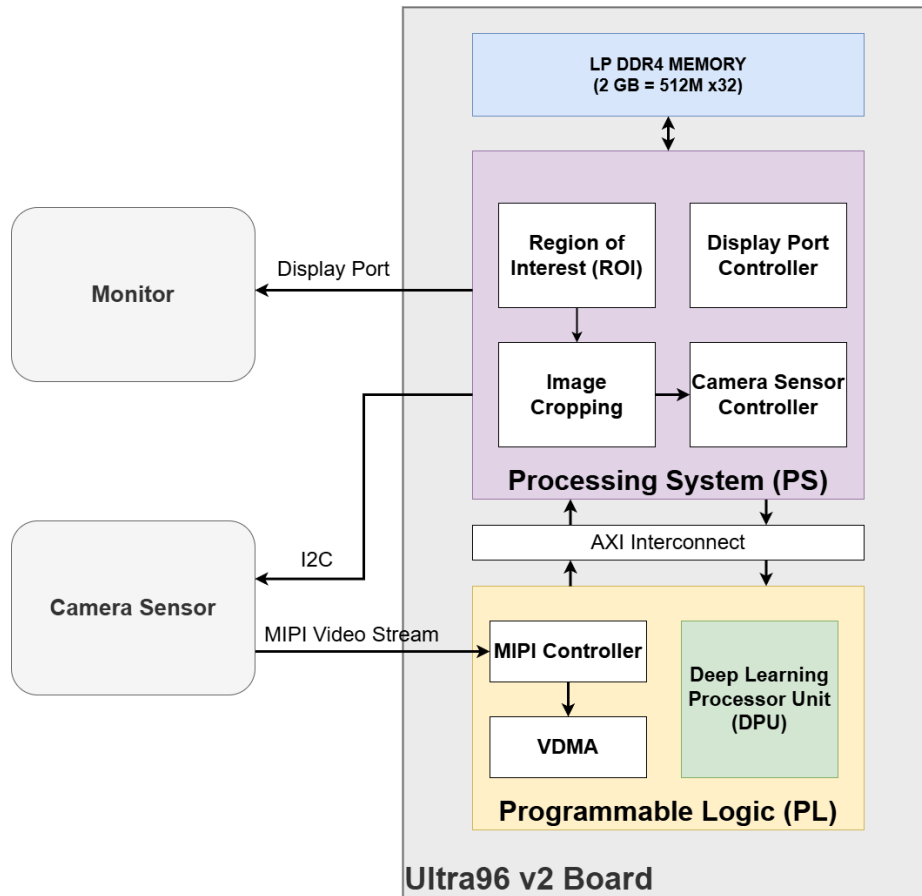 LP DDR4 MEMORY
(2 GB = 512M x32)
Region of
Interest (ROI)
Display Port
Controller
Display Port
Monitor
Image
Cropping
Camera Sensor
Controller
Processing System (PS)
AXI Interconnect
I2C
Camera Sensor
MIPI Video Stream
MIPI Controller
Deep Learning
Processor Unit
(DPU)
VDMA
Programmable Logic (PL)
Ultra96 v2 Board